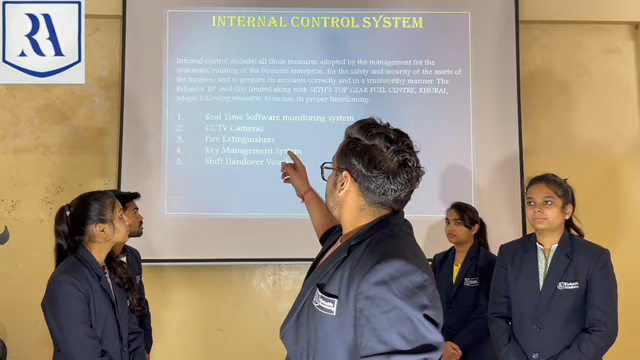 RA
INTERNAL CONTROL SYSTEM
Internal control includes all those measures adopted by the management for the
systematic running of the business enterprise, for the safety and security of the assets of
the business and to prepare its accounts correctly and in a trustworthy manner. The
Reliance BP mobility limited along with SETH'S TOP GEAR FUEL CENTRE, KHURAI,
adopts following measures to ensure its proper functioning.
1. Real Time Software monitoring system
2. CCTV Cameras
3. Fire Extinguishers
4. Key Management System
5. Shift Handover